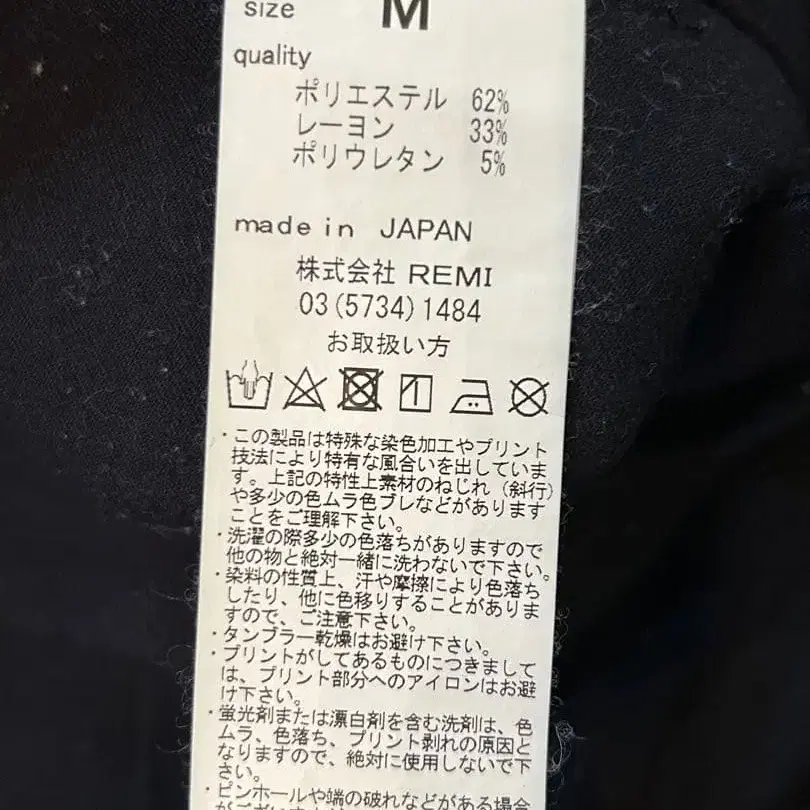 size M
quality
ポリエステル 62%
レーヨン 33%
ポリウレタン 5%
made in JAPAN
株式会社 REMI
03(5734)1484
お取扱い方
・この製品は特殊な染色加工やプリント
技法により特有な風合いを出していま
す。上記の特性上素材のねじれ(斜行)
や多少の色ムラ色ブレなどがあります
ことをご理解下さい。
・洗濯の際多少の色落ちがありますので
他の物と絶対一緒に洗わないで下さい。
・染料の性質上、汗や摩擦により色落ち
したり、他に色移りすることがありま
すので、ご注意下さい。
・タンブラー乾燥はお避け下さい。
・プリントがしてあるものにつきまして
は、プリント部分へのアイロンはお避
け下さい。
・蛍光剤または漂白剤を含む洗剤は、色
ムラ、色落ち、プリント剥れの原因と
なりますので、絶対に使用しないで下
さい。
・ピンホールや端の破れなどがある場合
がございます